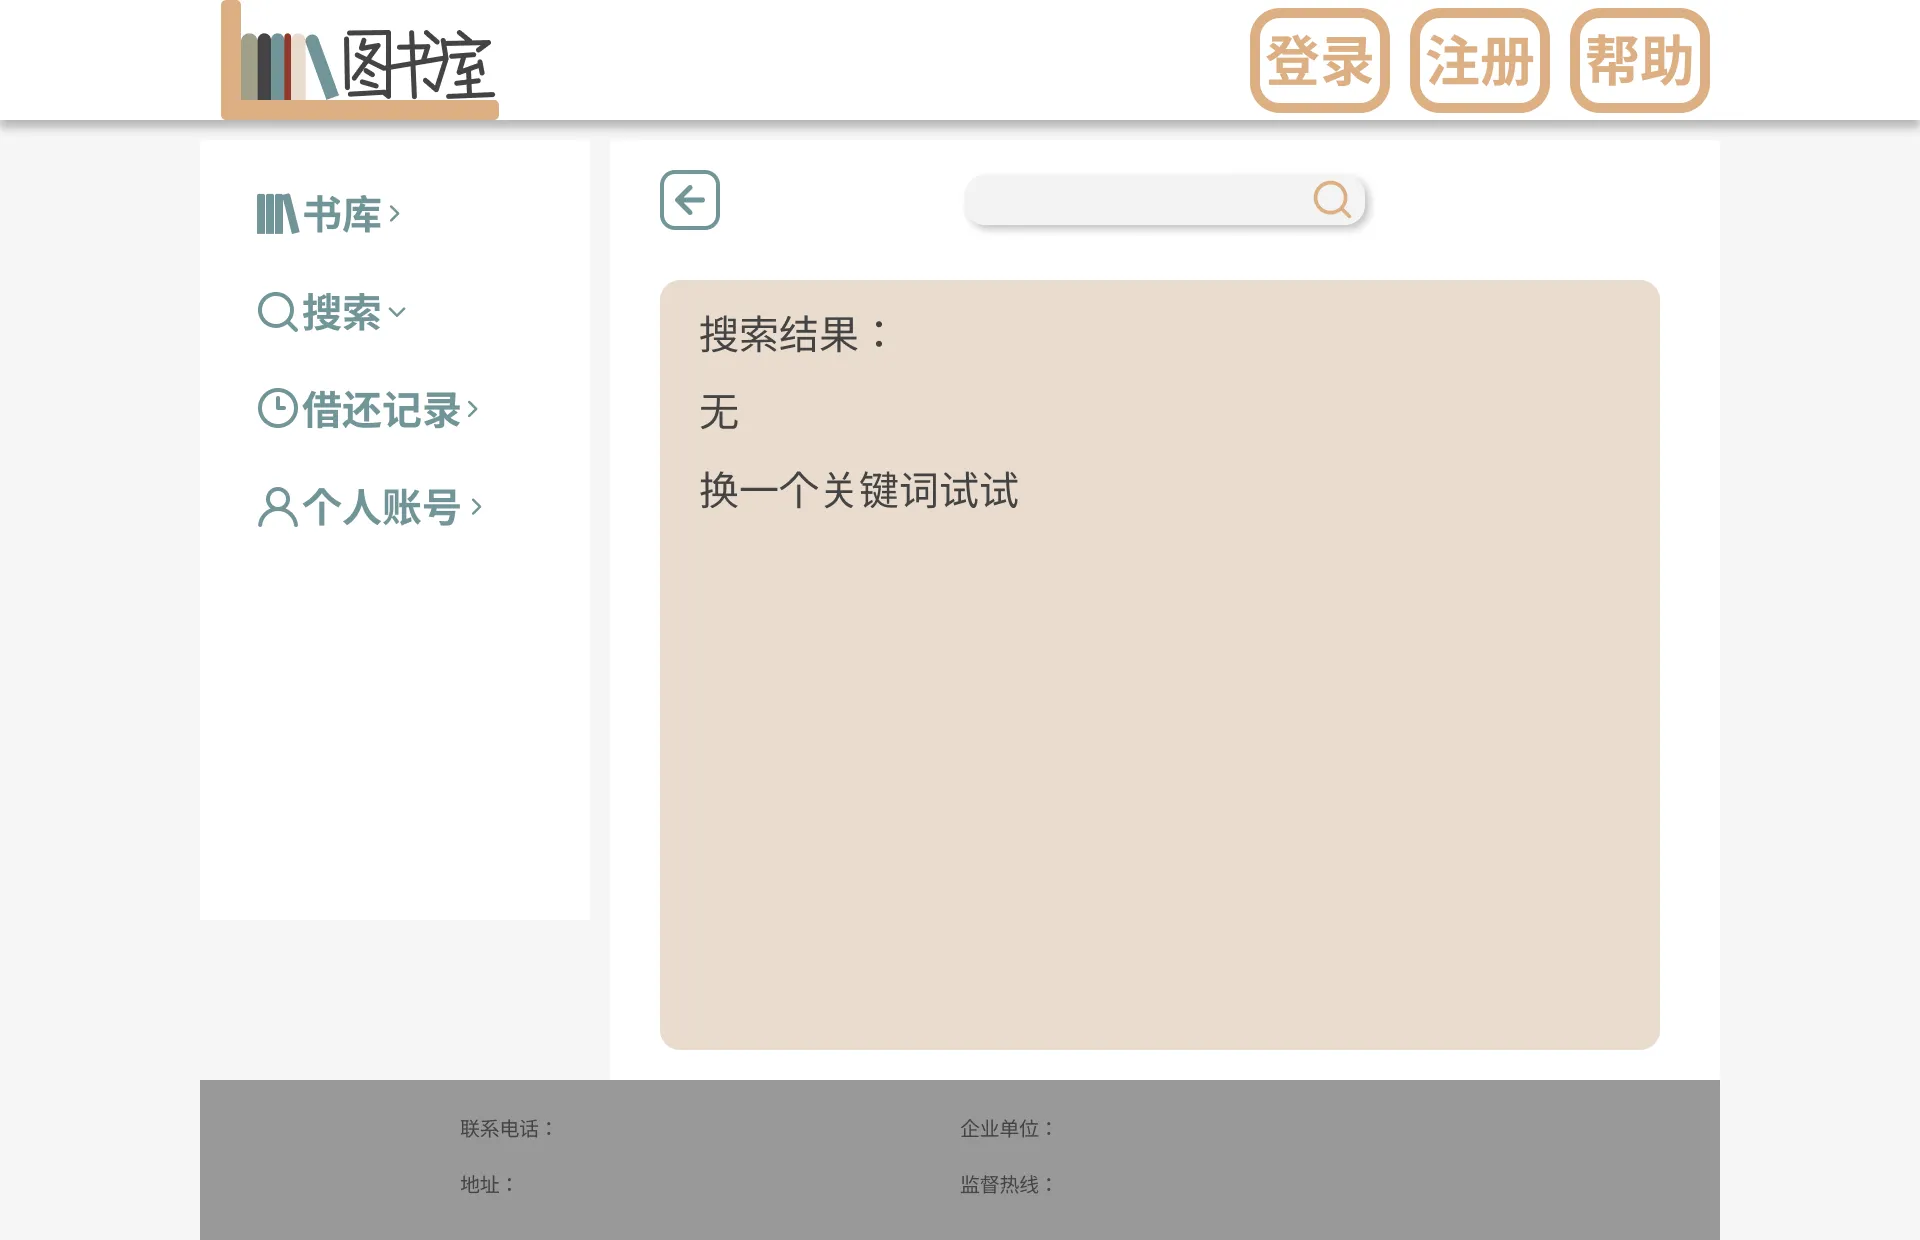 图书室
登录
注册
帮助
书库
搜索
借还记录
个人账号
搜索结果：
无
换一个关键词试试
联系电话：
企业单位：
地址：
监督热线：